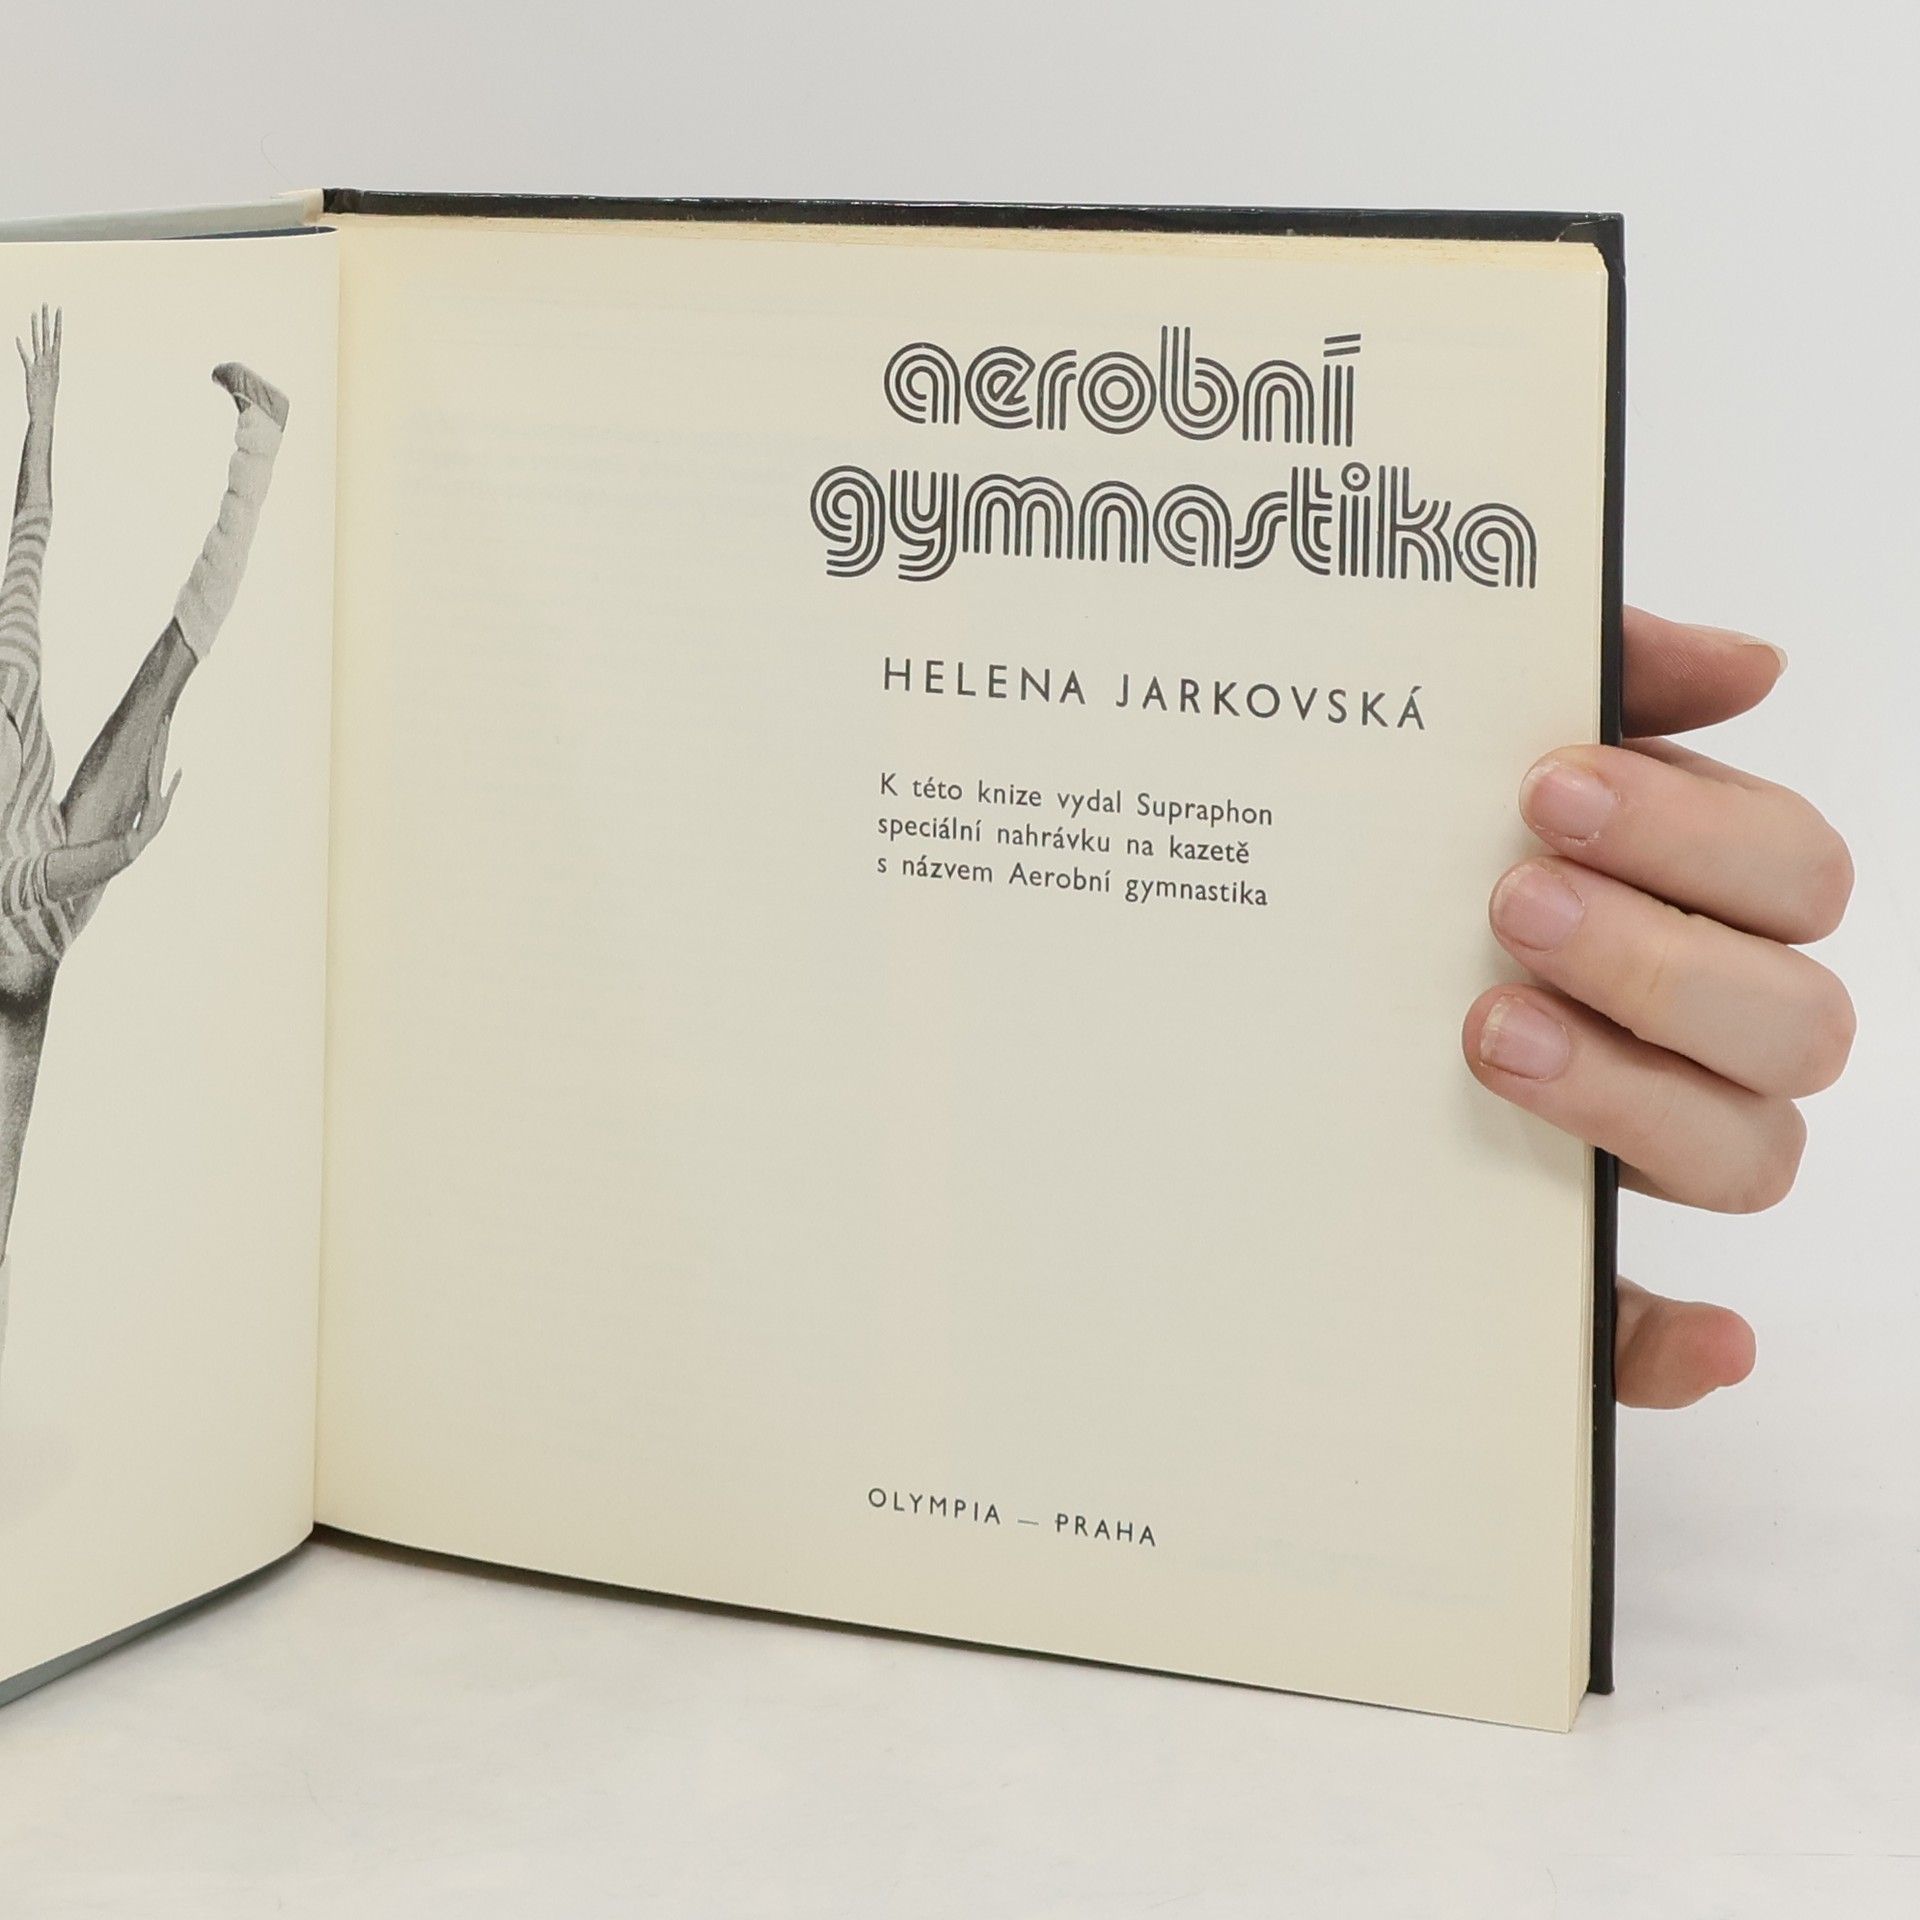 aerobní
gymnastika
HELENA JARKOVSKÁ
K této knize vydal Supraphon
speciální nahrávku na kazetě
s názvem Aerobní gymnastika
OLYMPIA — PRAHA